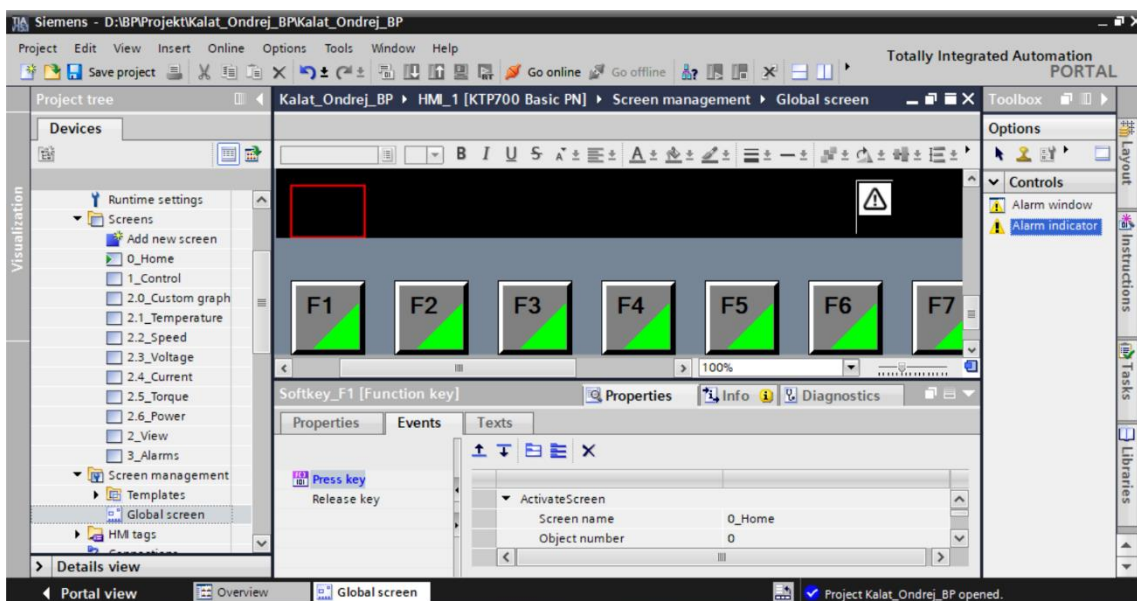 Siemens - D:\BP\Projekt\Kalat_Ondrej_BP\Kalat_Ondrej_BP
Project Edit View Insert Online Options Tools Window Help
Totally Integrated Automation
PORTAL
Save project
Go online
Go offline
Project tree
Devices
Visualization
Runtime settings
Screens
Add new screen
0_Home
1_Control
2.0_Custom graph
2.1_Temperature
2.2_Speed
2.3_Voltage
2.4_Current
2.5_Torque
2.6_Power
2_View
3_Alarms
Screen management
Templates
Global screen
HMI tags
Details view
Kalat_Ondrej_BP HMI_1 [KTP700 Basic PN] Screen management Global screen
B I U S A
F1 F2 F3 F4 F5 F6 F7
100%
Softkey_F1 [Function key]
Properties Info Diagnostics
Properties Events Texts
Press key
Release key
ActivateScreen
Screen name 0_Home
Object number 0
Toolbox
Options
Controls
Alarm window
Alarm indicator
Layout
Instructions
Tasks
Libraries
Portal view Overview Global screen Project Kalat_Ondrej_BP opened.